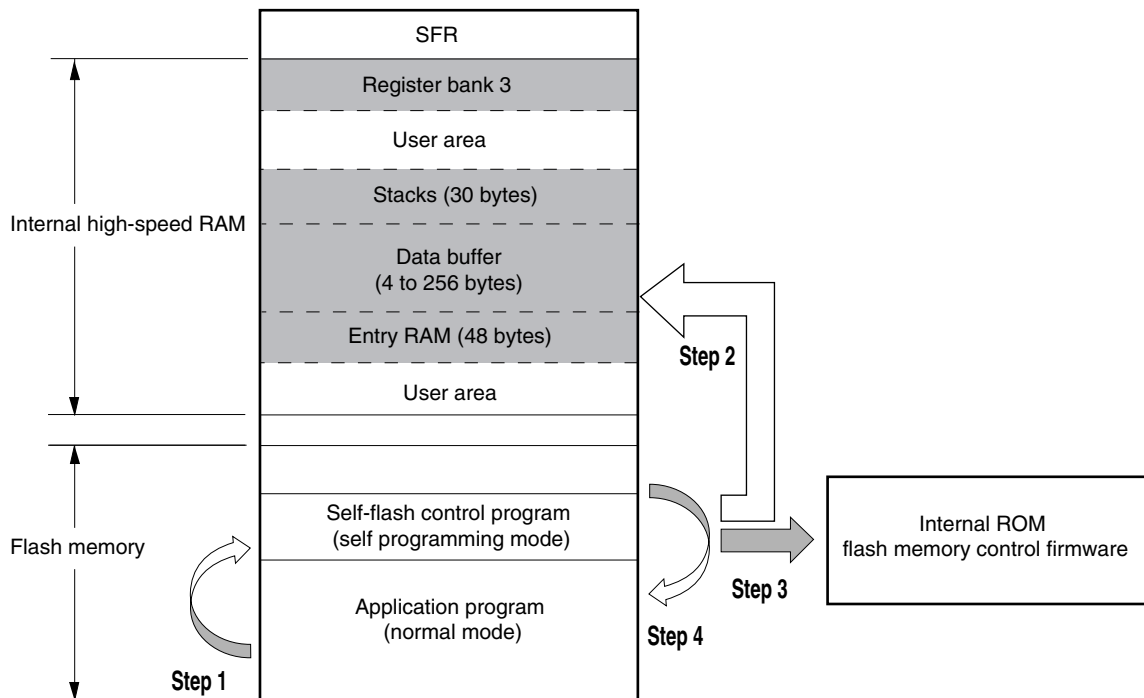 SFR
Register bank 3
User area
Stacks (30 bytes)
Internal high-speed RAM
Data buffer
(4 to 256 bytes)
Entry RAM (48 bytes)
Step 2
User area
Self-flash control program
(self programming mode)
Flash memory
Internal ROM
flash memory control firmware
Step 3
Application program
(normal mode)
Step 4
Step 1